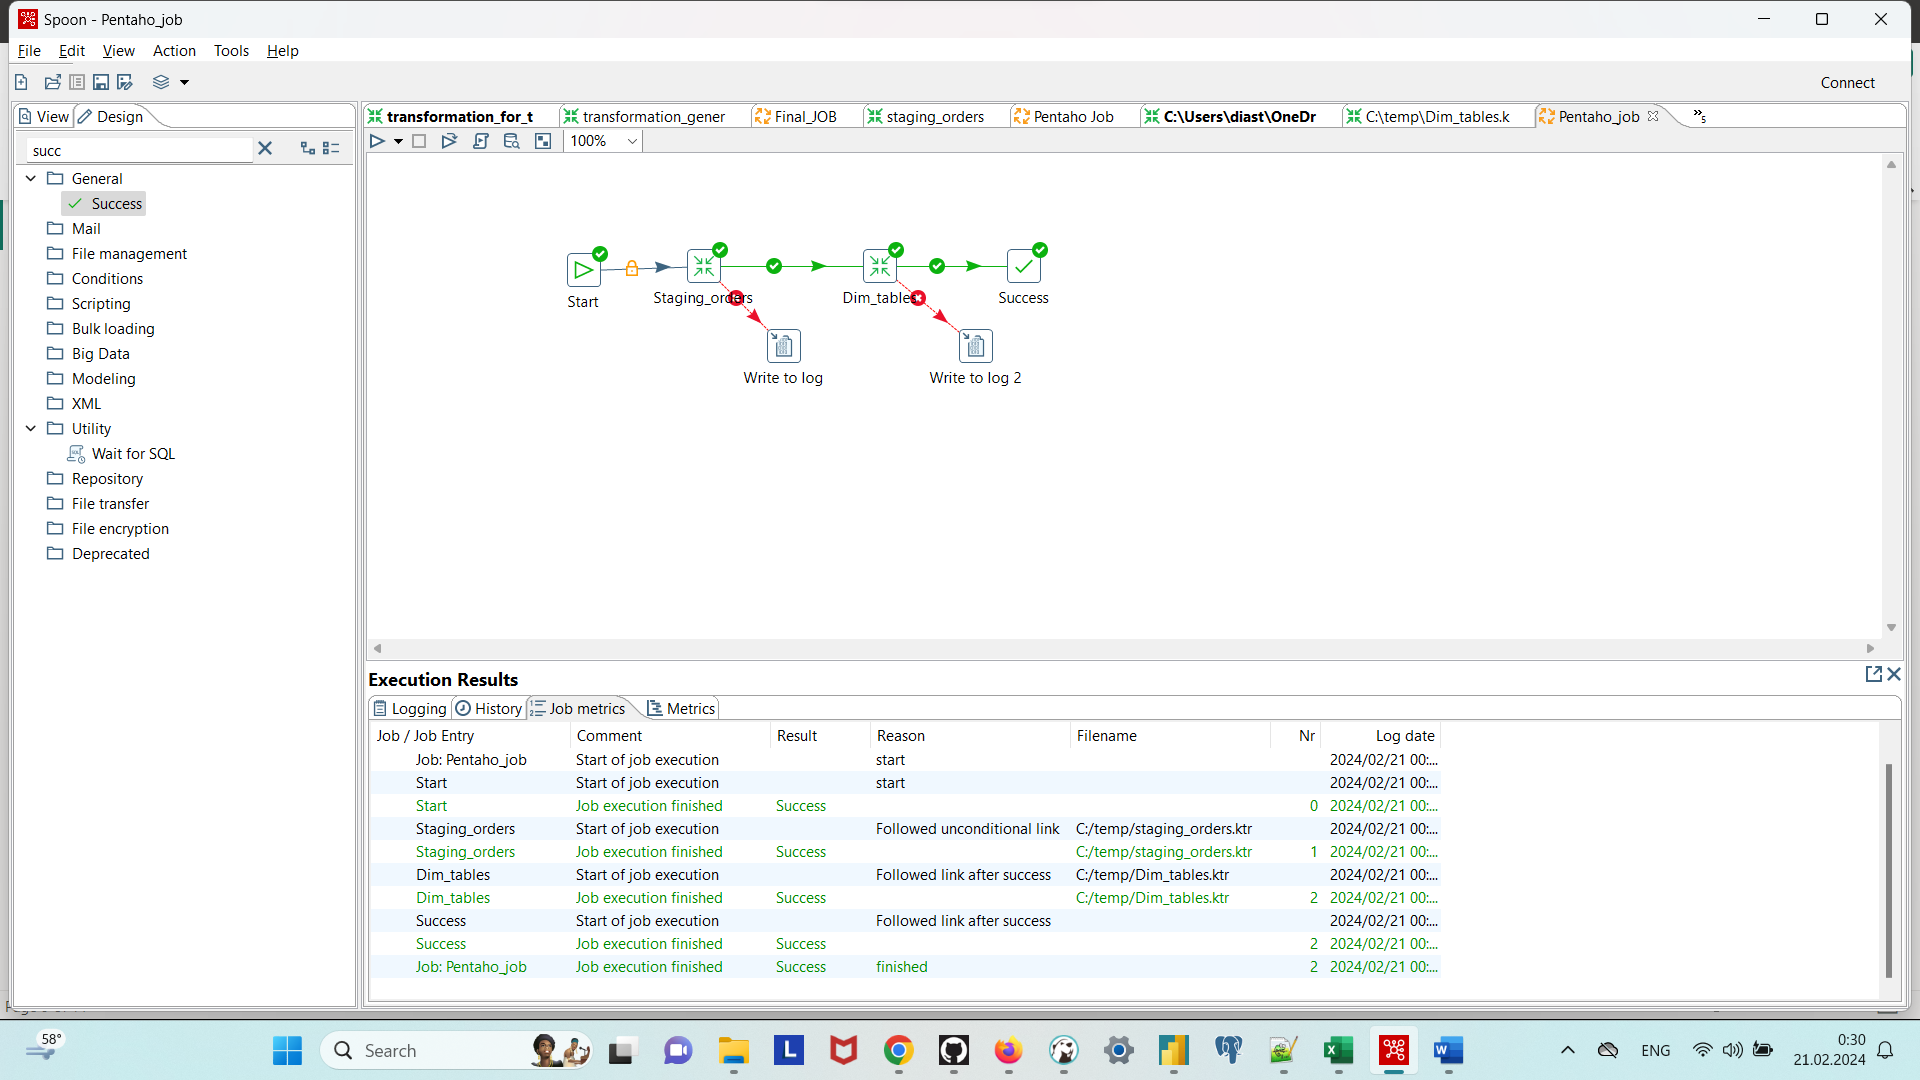 Spoon - Pentaho_job
File Edit View Action Tools Help
Connect
View Design
transformation_for_t transformation_gener Final_JOB staging_orders Pentaho Job C:\Users\diast\OneDr C:\temp\Dim_tables.k Pentaho_job »5
100%
succ
General
Success
Mail
File management
Conditions
Scripting
Bulk loading
Big Data
Modeling
XML
Utility
Wait for SQL
Repository
File transfer
File encryption
Deprecated
Start Staging_orders Dim_tables Success
Write to log Write to log 2
Execution Results
Logging History Job metrics Metrics
Job / Job Entry Comment Result Reason Filename Nr Log date
Job: Pentaho_job Start of job execution start 2024/02/21 00:...
Start Start of job execution start 2024/02/21 00:...
Start Job execution finished Success 0 2024/02/21 00:...
Staging_orders Start of job execution Followed unconditional link C:/temp/staging_orders.ktr 2024/02/21 00:...
Staging_orders Job execution finished Success C:/temp/staging_orders.ktr 1 2024/02/21 00:...
Dim_tables Start of job execution Followed link after success C:/temp/Dim_tables.ktr 2024/02/21 00:...
Dim_tables Job execution finished Success C:/temp/Dim_tables.ktr 2 2024/02/21 00:...
Success Start of job execution Followed link after success 2024/02/21 00:...
Success Job execution finished Success 2 2024/02/21 00:...
Job: Pentaho_job Job execution finished Success finished 2 2024/02/21 00:...
58°
Search
ENG
0:30
21.02.2024